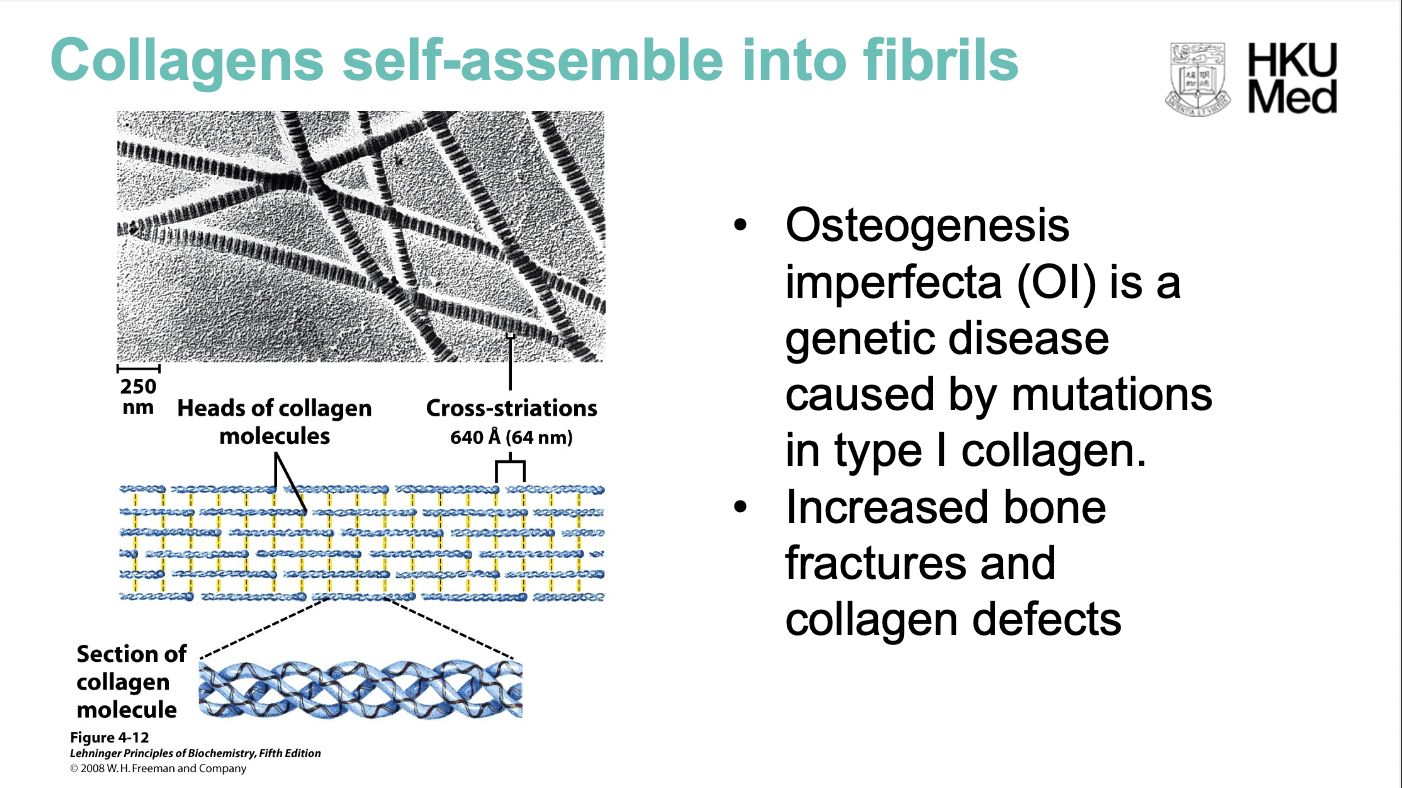 Collagens self-assemble into fibrils
HKU
Med
250
nm
Heads of collagen
molecules
Cross-striations
640 Å (64 nm)
Section of
collagen
molecule
Figure 4-12
Lehninger Principles of Biochemistry, Fifth Edition
© 2008 W. H. Freeman and Company
• Osteogenesis
imperfecta (OI) is a
genetic disease
caused by mutations
in type I collagen.
• Increased bone
fractures and
collagen defects